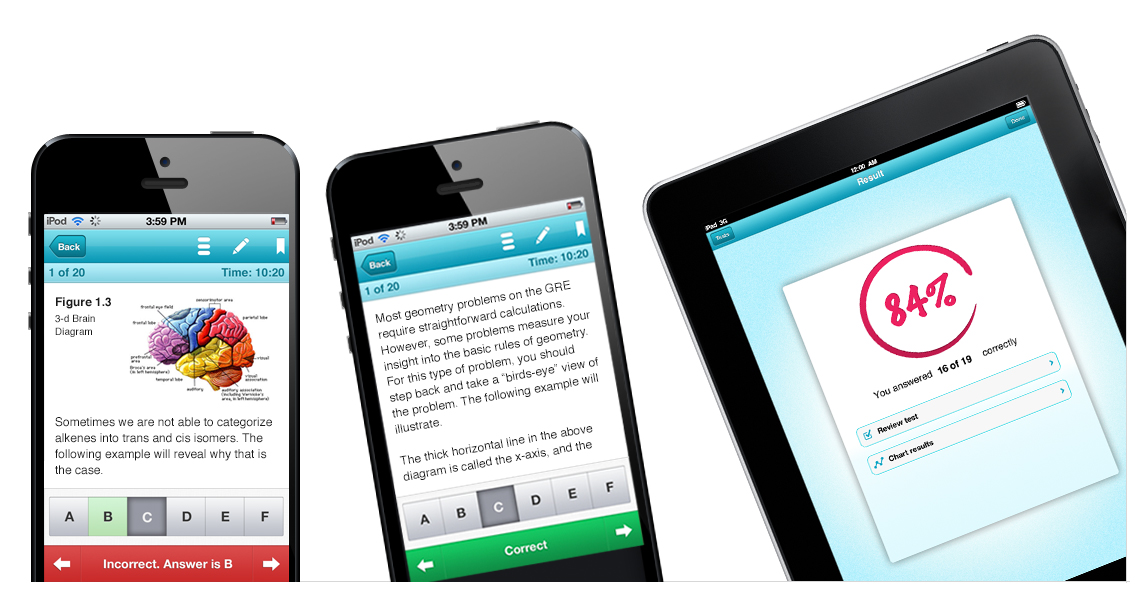 iPod 3:59 PM
Back
1 of 20 Time: 10:20
Figure 1.3
3-d Brain
Diagram
sensorimotor area
frontal eye field
parietal lobe
frontal lobe
prefrontal
area
visual
Broca's area
(in left hemisphere)
visual
association
temporal lobe
auditory
auditory association
(including Wernicke's
area, in left hemisphere)
Sometimes we are not able to categorize
alkenes into trans and cis isomers. The
following example will reveal why that is
the case.
A B C D E F
Incorrect. Answer is B
iPod 3:59 PM
Back
1 of 20 Time: 10:20
Most geometry problems on the GRE
require straightforward calculations.
However, some problems measure your
insight into the basic rules of geometry.
For this type of problem, you should
step back and take a “birds-eye” view of
the problem. The following example will
illustrate.
The thick horizontal line in the above
diagram is called the x-axis, and the
A B C D E F
Correct
iPad 3G 12:00 AM
Tests Result Done
84%
You answered 16 of 19 correctly
Review test
Chart results